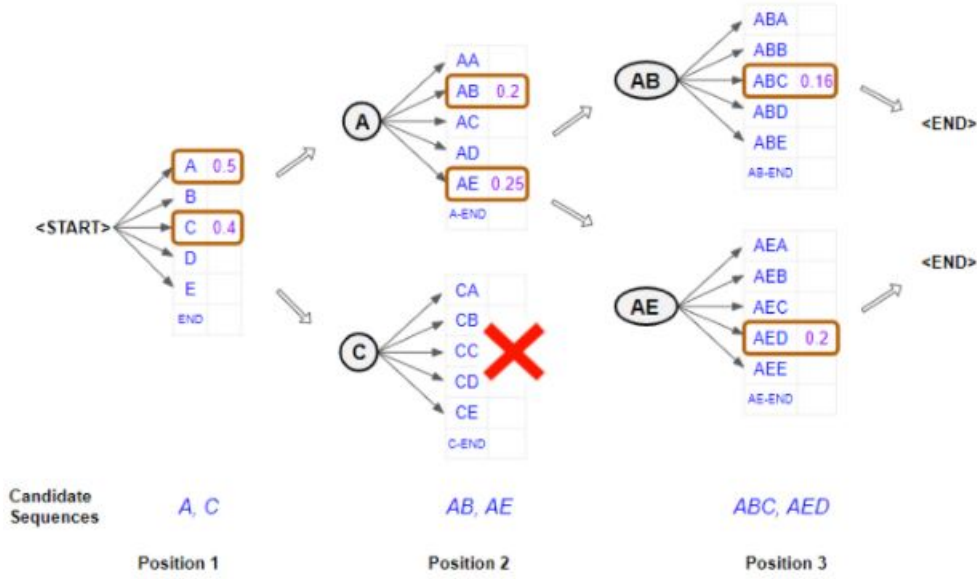 <START>
A 0.5
B
C 0.4
D
E
END
A
AA
AB 0.2
AC
AD
AE 0.25
A-END
C
CA
CB
CC
CD
CE
C-END
AB
ABA
ABB
ABC 0.16
ABD
ABE
AB-END
<END>
AE
AEA
AEB
AEC
AED 0.2
AEE
AE-END
<END>
Candidate
Sequences
A, C
AB, AE
ABC, AED
Position 1
Position 2
Position 3